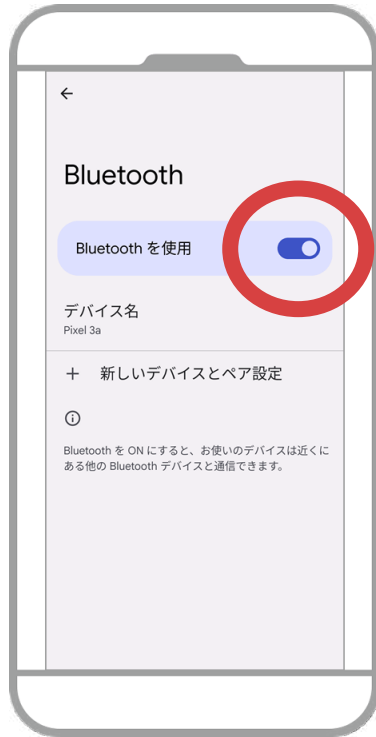 Bluetooth
Bluetooth を使用
デバイス名
Pixel 3a
新しいデバイスとペア設定
Bluetooth を ON にすると、お使いのデバイスは近くに
ある他の Bluetooth デバイスと通信できます。